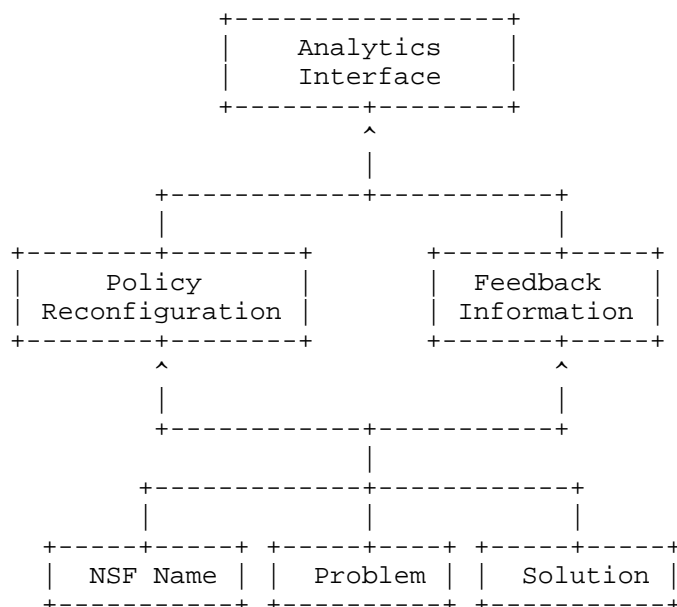 Analytics
Interface
Policy Feedback
Reconfiguration Information
NSF Name Problem Solution